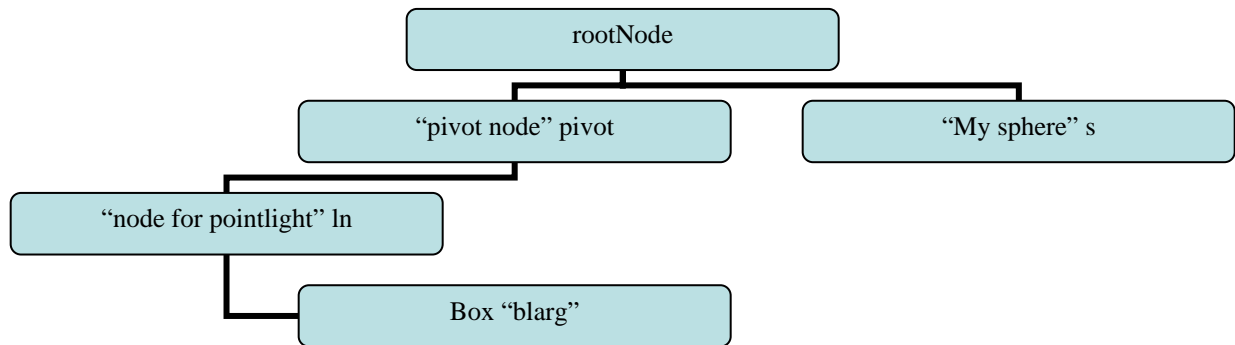 rootNode
“pivot node” pivot
“My sphere” s
“node for pointlight” ln
Box “blarg”